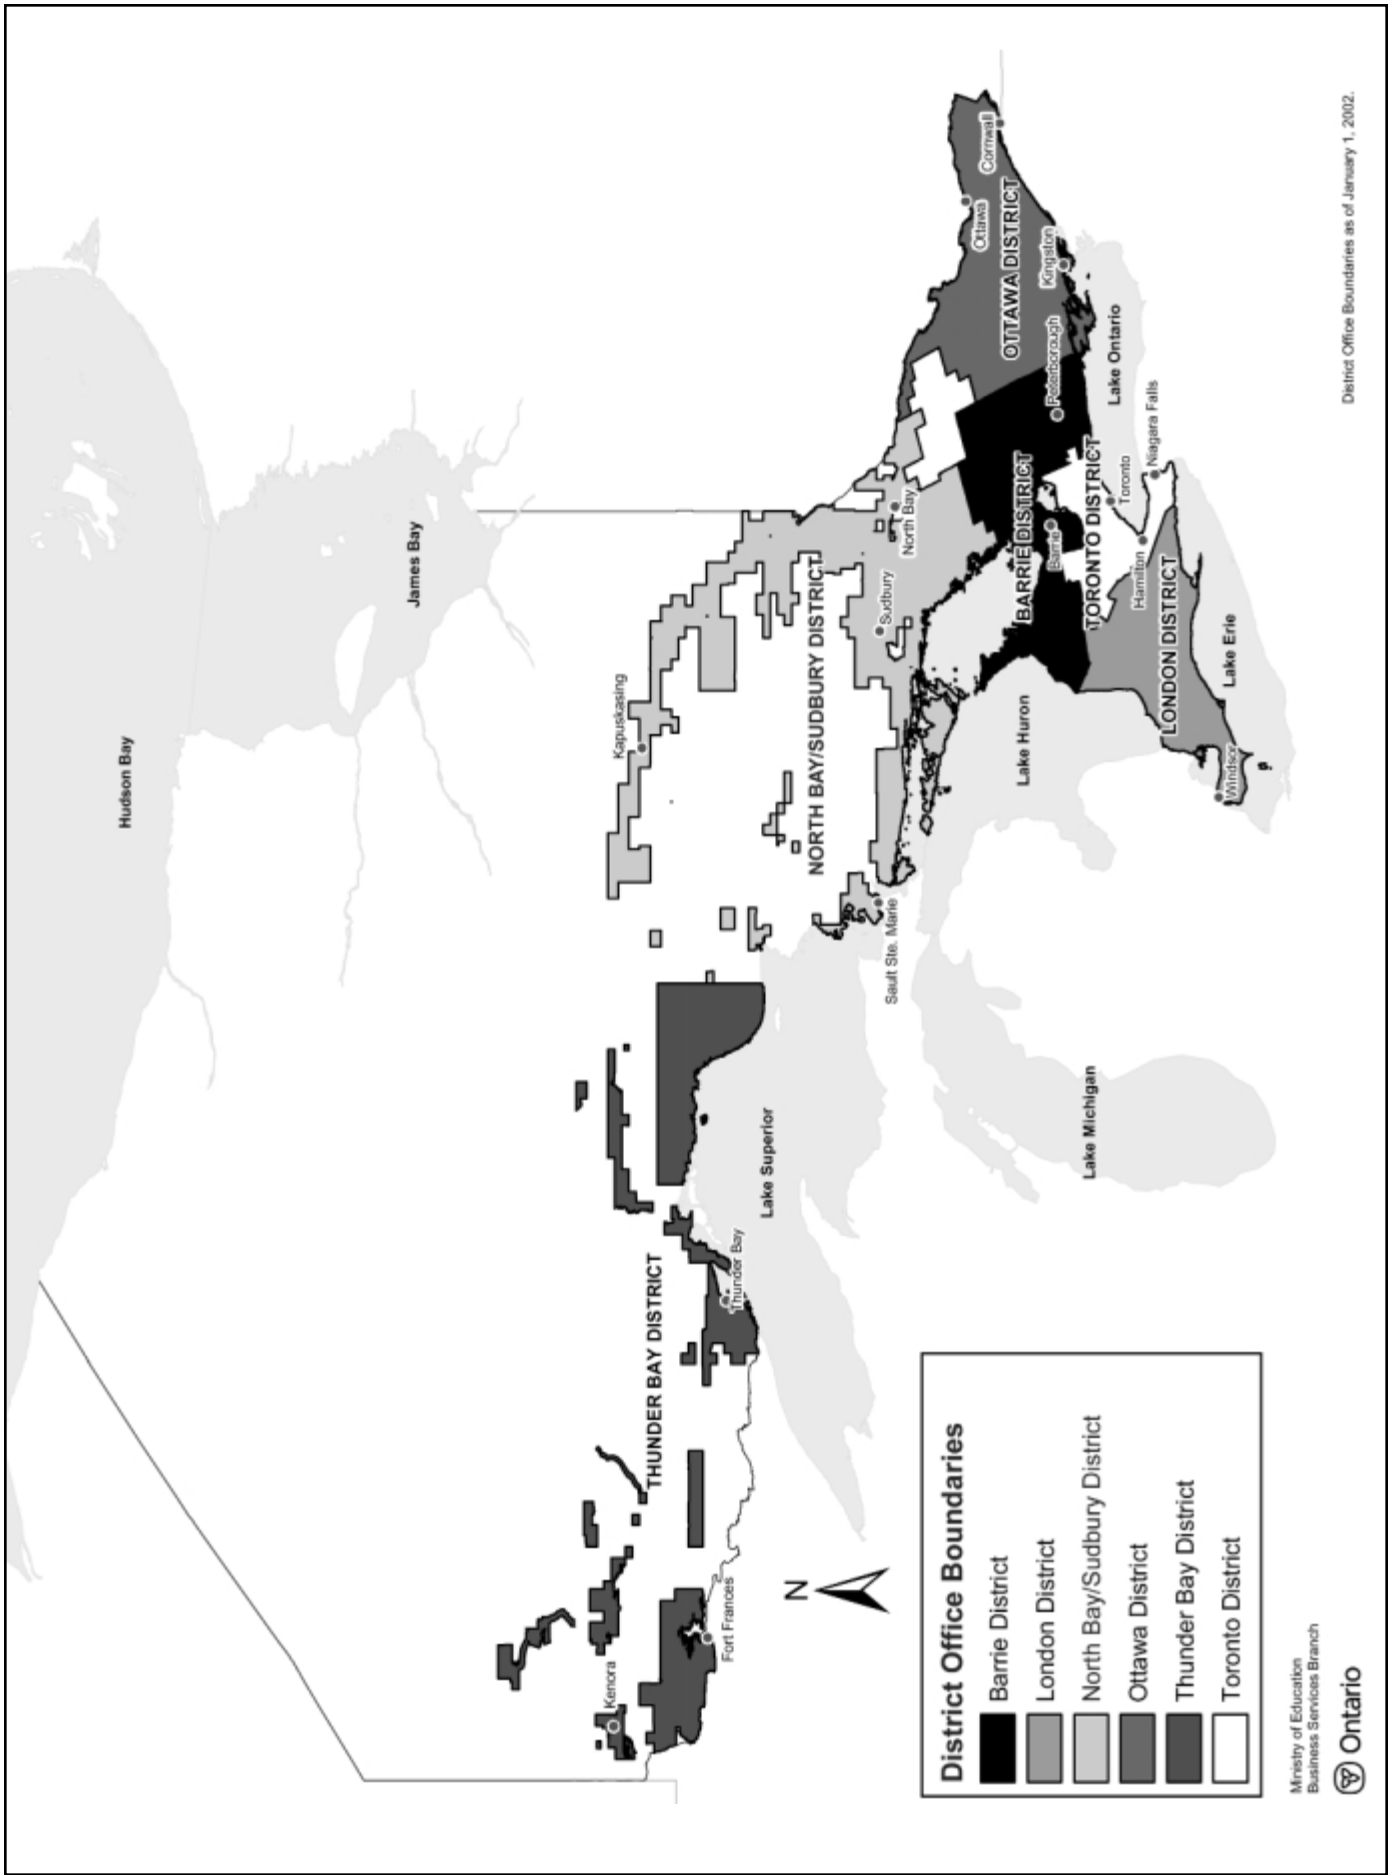 Hudson Bay
James Bay
Kapuskasing
NORTH BAY/SUDBURY DISTRICT
Sudbury
North Bay
Sault Ste. Marie
THUNDER BAY DISTRICT
Kenora
Fort Frances
Thunder Bay
Lake Superior
Lake Michigan
Lake Huron
Lake Erie
Lake Ontario
OTTAWA DISTRICT
Ottawa
Cornwall
Kingston
Peterborough
BARRIE DISTRICT
Barrie
TORONTO DISTRICT
Toronto
Niagara Falls
Hamilton
LONDON DISTRICT
Windsor
N
District Office Boundaries
Barrie District
London District
North Bay/Sudbury District
Ottawa District
Thunder Bay District
Toronto District
Ministry of Education
Business Services Branch
Ontario
District Office Boundaries as of January 1, 2002.